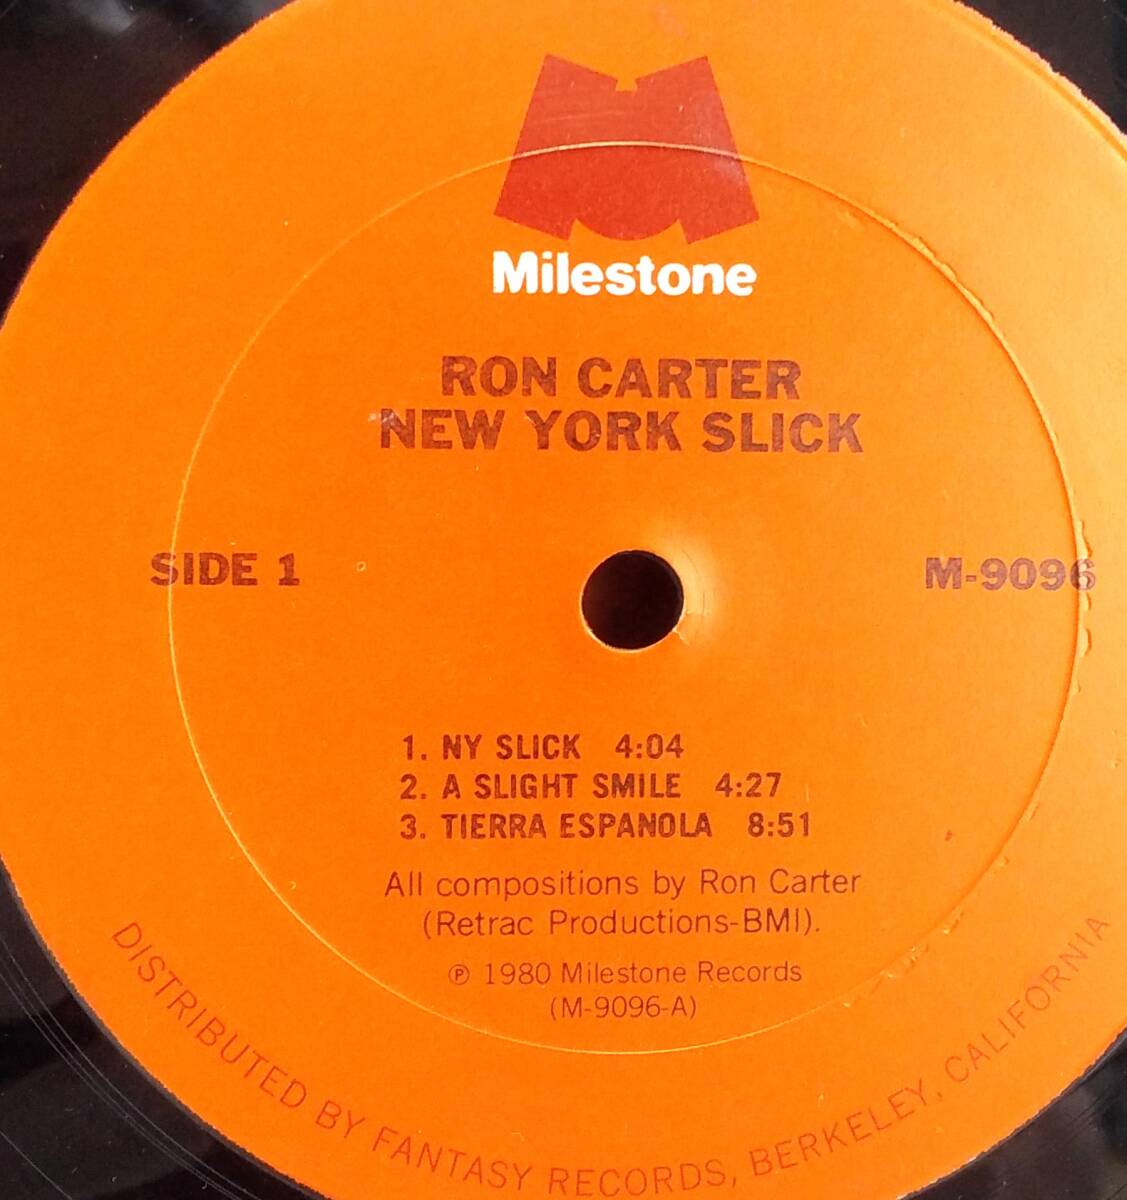 Milestone
RON CARTER
NEW YORK SLICK
SIDE 1
M-9096
1. NY SLICK 4:04
2. A SLIGHT SMILE 4:27
3. TIERRA ESPANOLA 8:51
All compositions by Ron Carter
(Retrac Productions-BMI).
℗ 1980 Milestone Records
(M-9096-A)
DISTRIBUTED BY FANTASY RECORDS, BERKELEY, CALIFORNIA